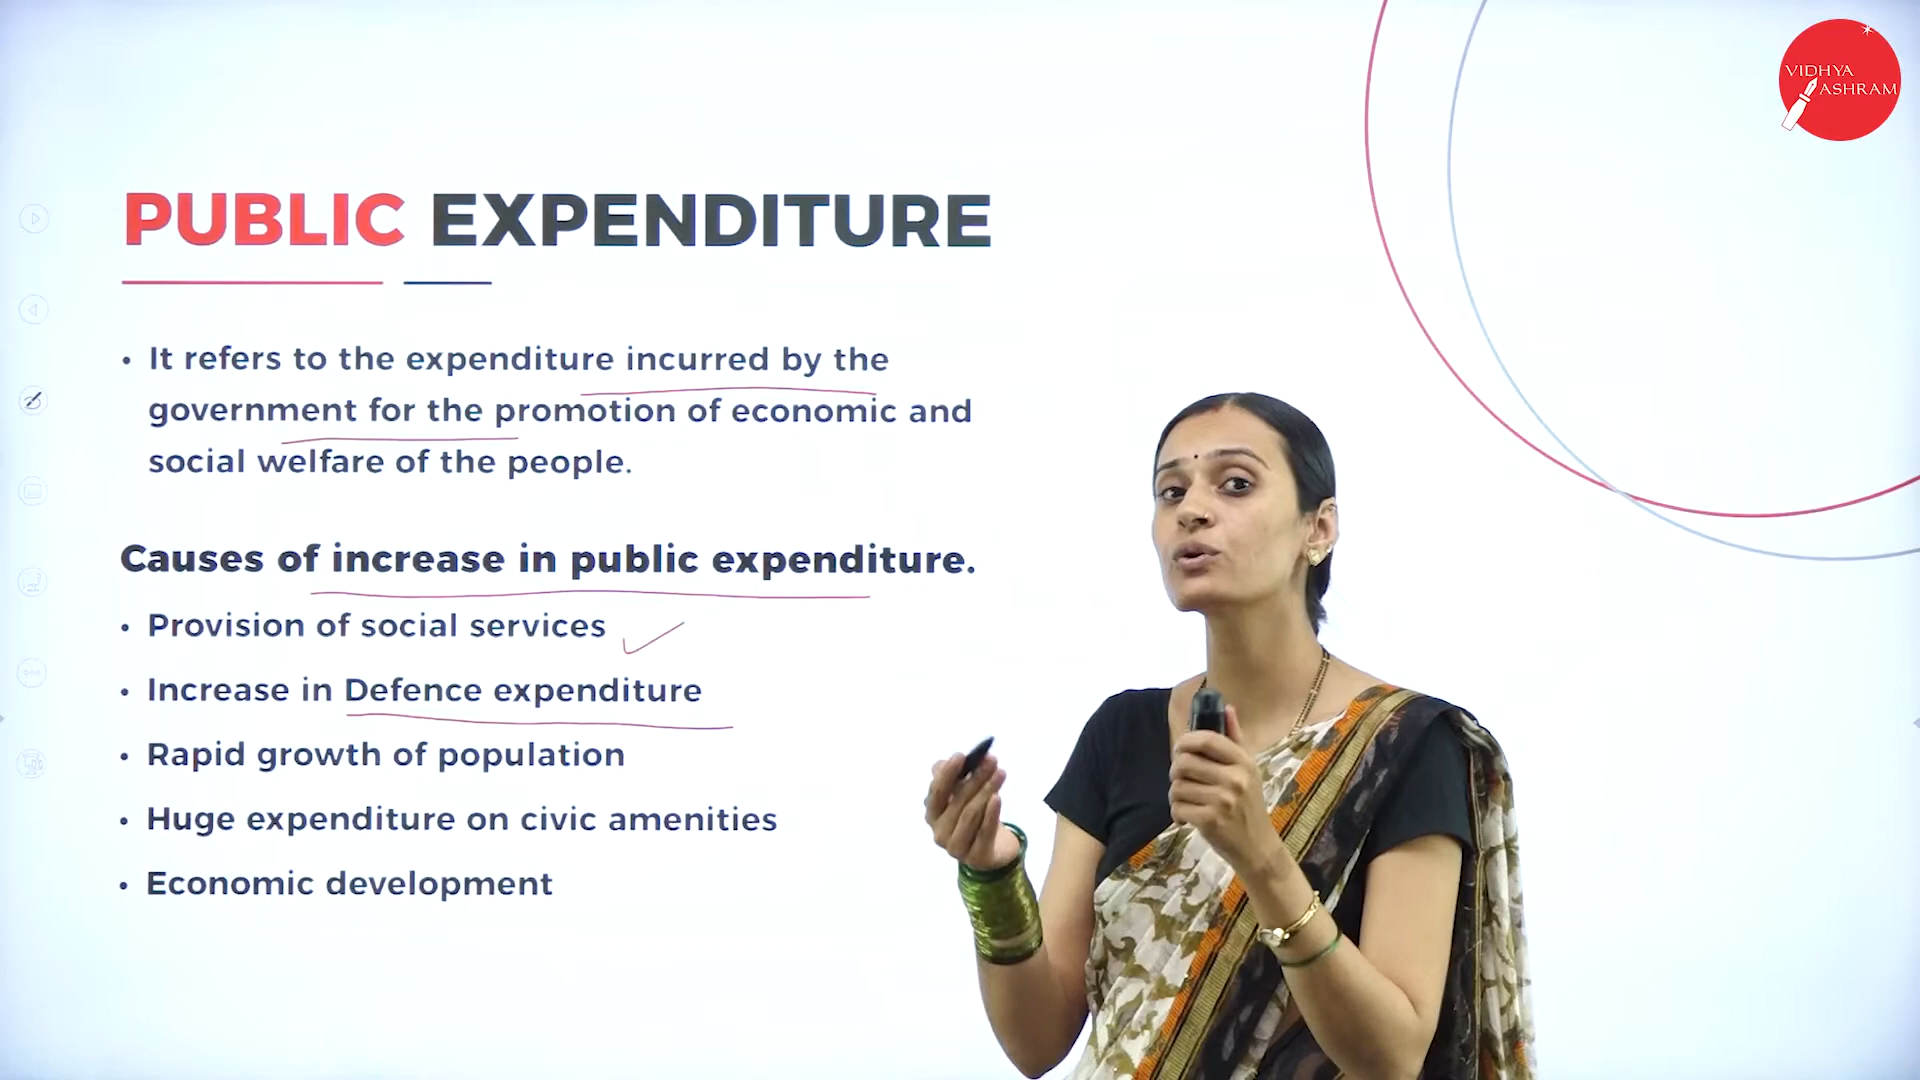 VIDHYA
ASHRAM
PUBLIC EXPENDITURE
• It refers to the expenditure incurred by the
government for the promotion of economic and
social welfare of the people.
Causes of increase in public expenditure.
• Provision of social services
• Increase in Defence expenditure
• Rapid growth of population
• Huge expenditure on civic amenities
• Economic development